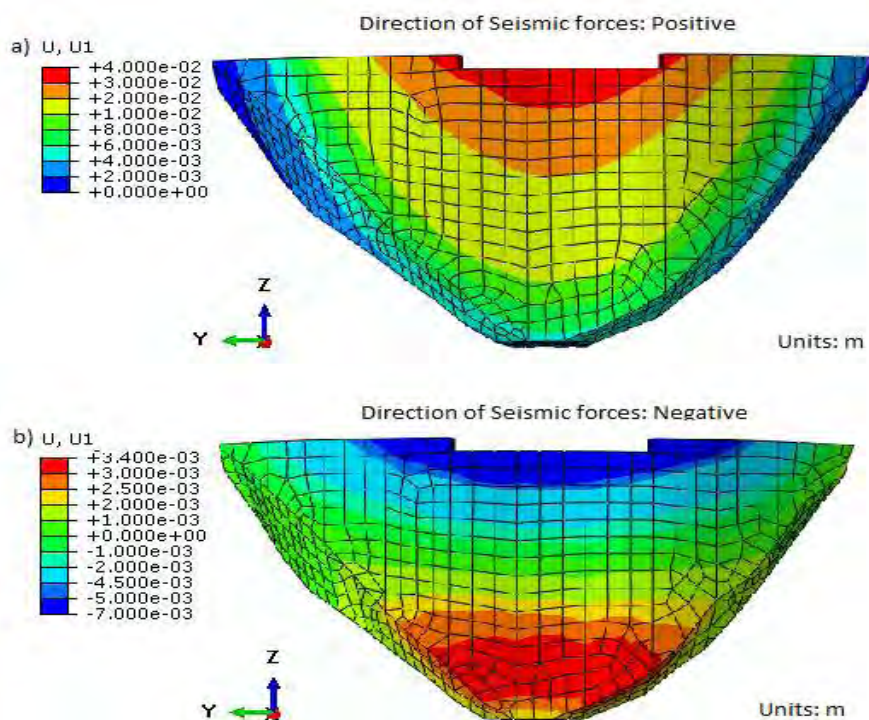 Direction of Seismic forces: Positive
a) U, U1
+4.000e-02
+3.000e-02
+2.000e-02
+1.000e-02
+8.000e-03
+6.000e-03
+4.000e-03
+2.000e-03
+0.000e+00
Z
Y
Units: m
Direction of Seismic forces: Negative
b) U, U1
+3.400e-03
+3.000e-03
+2.500e-03
+2.000e-03
+1.000e-03
+0.000e+00
-1.000e-03
-2.000e-03
-4.500e-03
-5.000e-03
-7.000e-03
Z
Y
Units: m